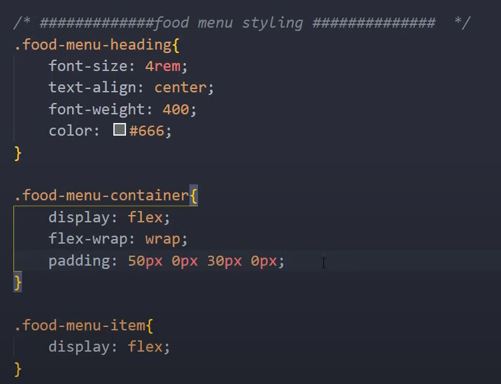 /* #############food menu styling ##############  */
.food-menu-heading{
    font-size: 4rem;
    text-align: center;
    font-weight: 400;
    color: #666;
}

.food-menu-container{
    display: flex;
    flex-wrap: wrap;
    padding: 50px 0px 30px 0px;
}

.food-menu-item{
    display: flex;
}